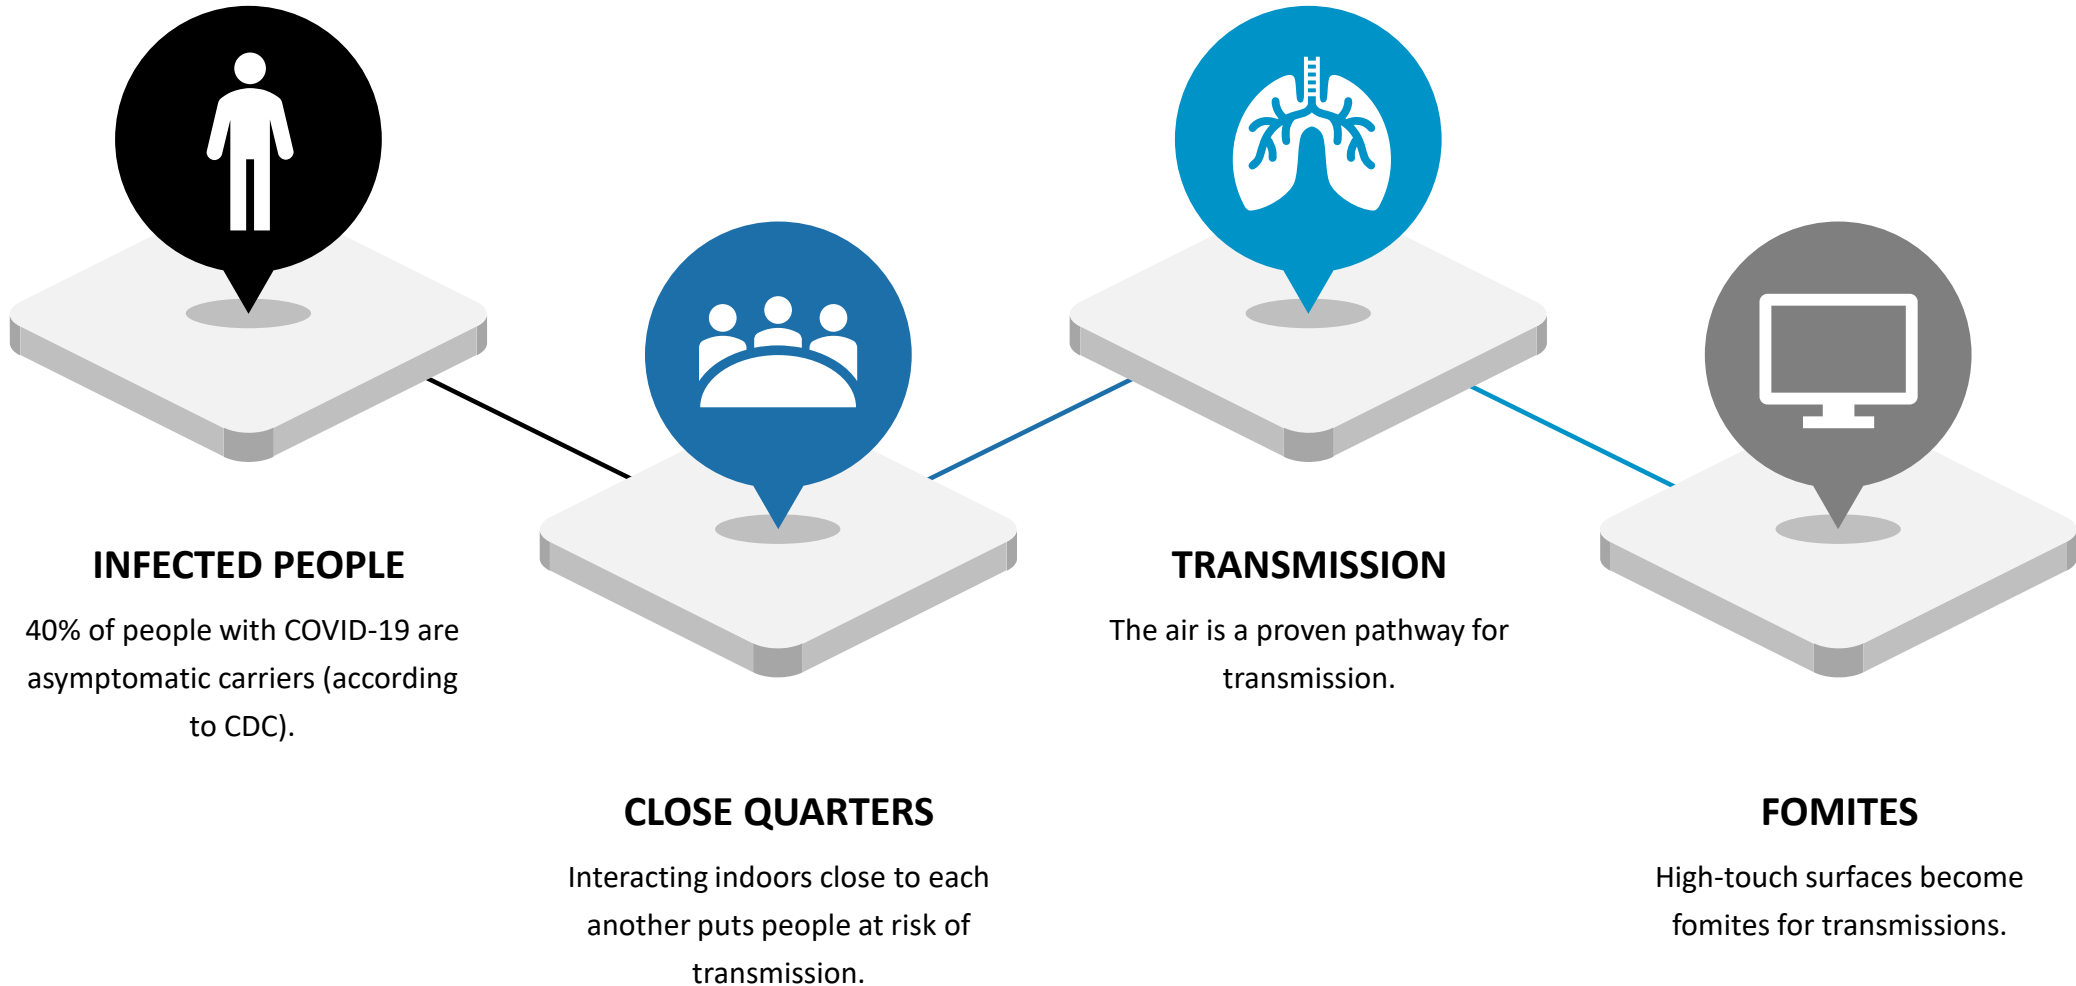 INFECTED PEOPLE
40% of people with COVID-19 are
asymptomatic carriers (according
to CDC).
CLOSE QUARTERS
Interacting indoors close to each
another puts people at risk of
transmission.
TRANSMISSION
The air is a proven pathway for
transmission.
FOMITES
High-touch surfaces become
fomites for transmissions.